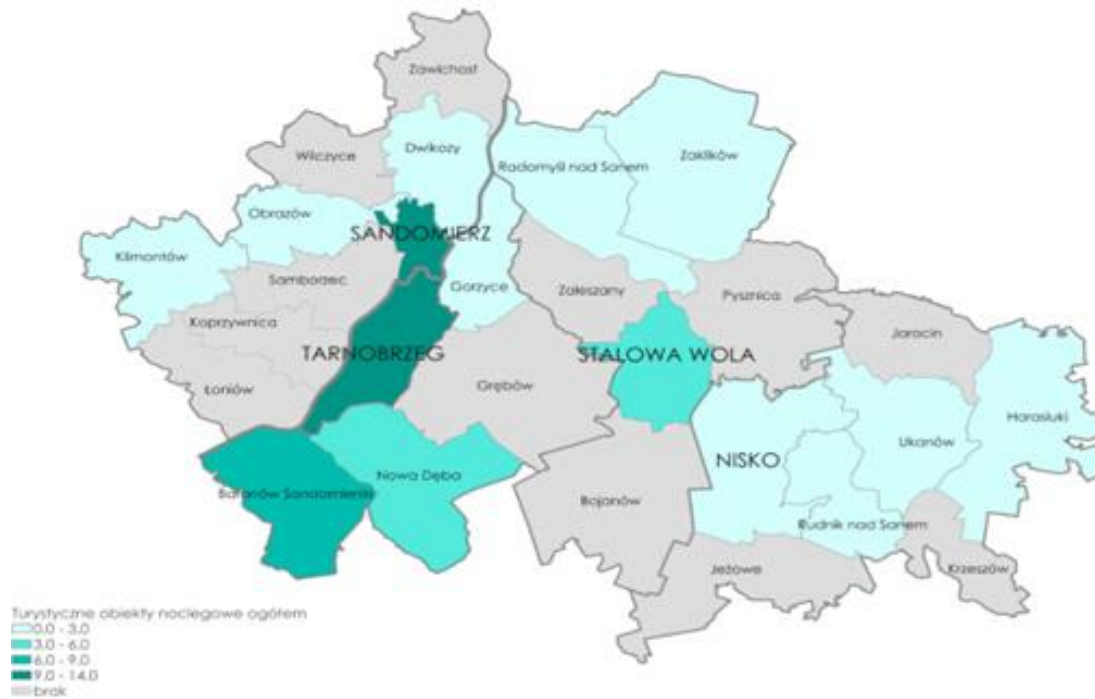 Zawichost
Dwikozy
Wilczyce
Radomyśl nad Sanem
Zaklików
Obrazów
SANDOMIERZ
Klimontów
Samborzec
Gorzyce
Zaleszany
Pysznica
Koprzywnica
Jarocin
TARNOBRZEG
STALOWA WOLA
Łoniów
Grębów
Harasiuki
Ulanów
NISKO
Nowa Dęba
Baranów Sandomierski
Bojanów
Rudnik nad Sanem
Jeżowe
Krzeszów
Turystyczne obiekty noclegowe ogółem
0,0 - 3,0
3,0 - 6,0
6,0 - 9,0
9,0 - 14,0
brak